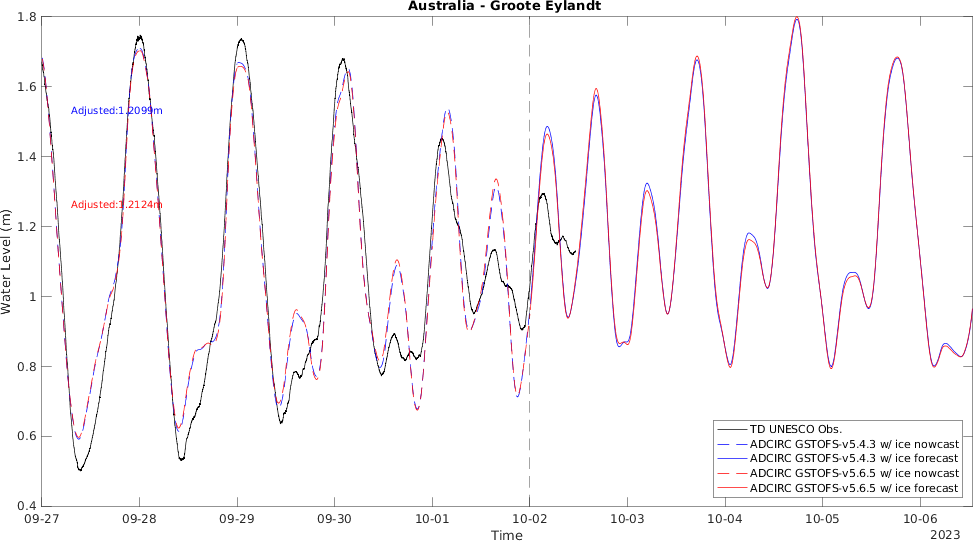 Australia - Groote Eylandt
1.8
1.6
1.4
1.2
1
0.8
0.6
0.4
Water Level (m)
Adjusted:1.2099m
Adjusted:1.2124m
TD UNESCO Obs.
ADCIRC GSTOFS-v5.4.3 w/ ice nowcast
ADCIRC GSTOFS-v5.4.3 w/ ice forecast
ADCIRC GSTOFS-v5.6.5 w/ ice nowcast
ADCIRC GSTOFS-v5.6.5 w/ ice forecast
09-27 09-28 09-29 09-30 10-01 10-02 10-03 10-04 10-05 10-06
Time
2023